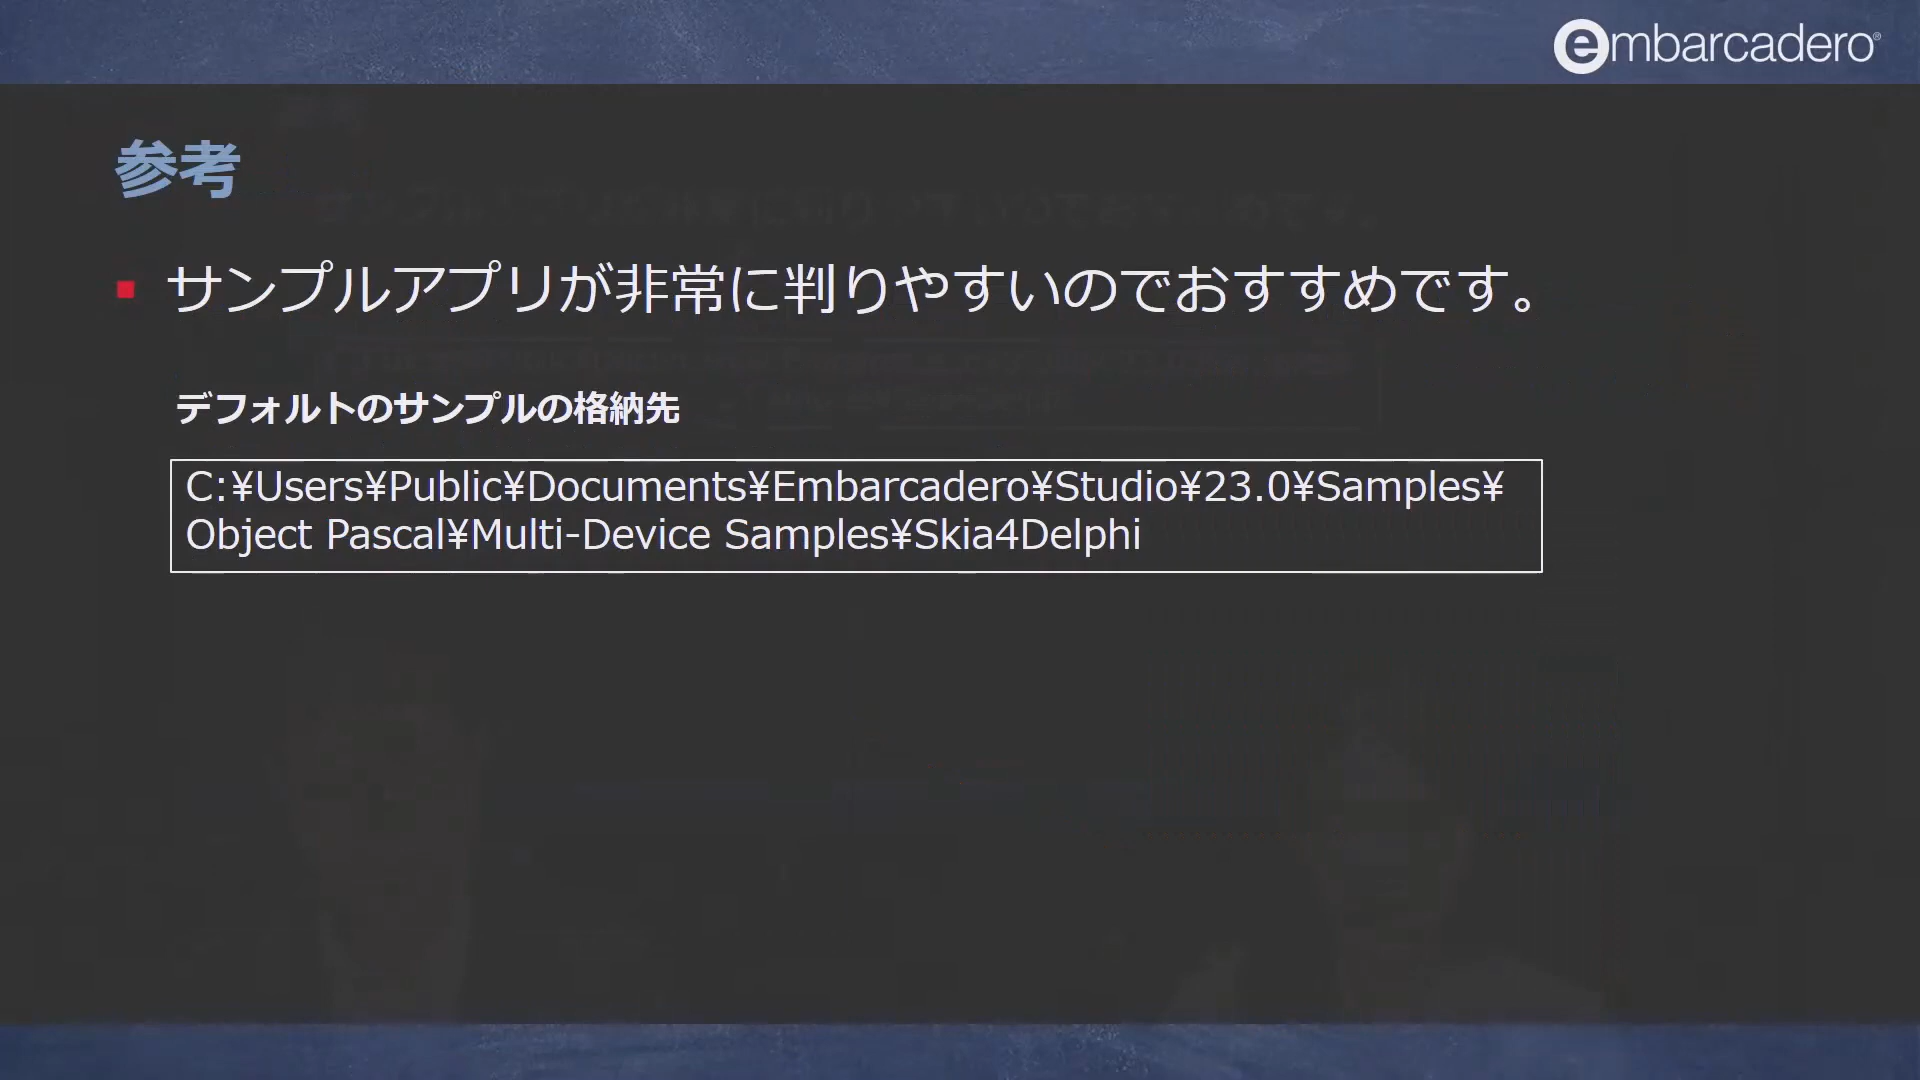 embarcadero®
参考
▪ サンプルアプリが非常に判りやすいのでおすすめです。
デフォルトのサンプルの格納先
C:¥Users¥Public¥Documents¥Embarcadero¥Studio¥23.0¥Samples¥
Object Pascal¥Multi-Device Samples¥Skia4Delphi